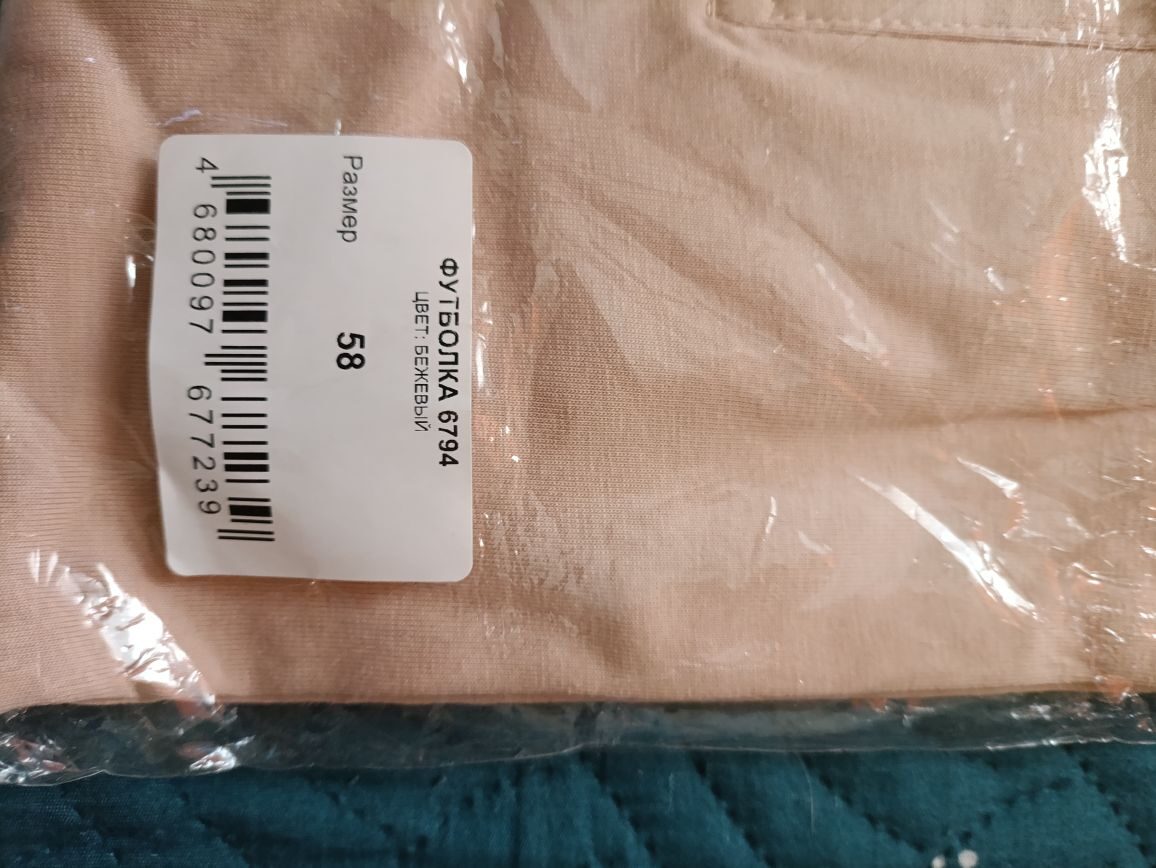 ФУТБОЛКА 6794
ЦВЕТ: БЕЖЕВЫЙ
Размер 58
4 680097 677239